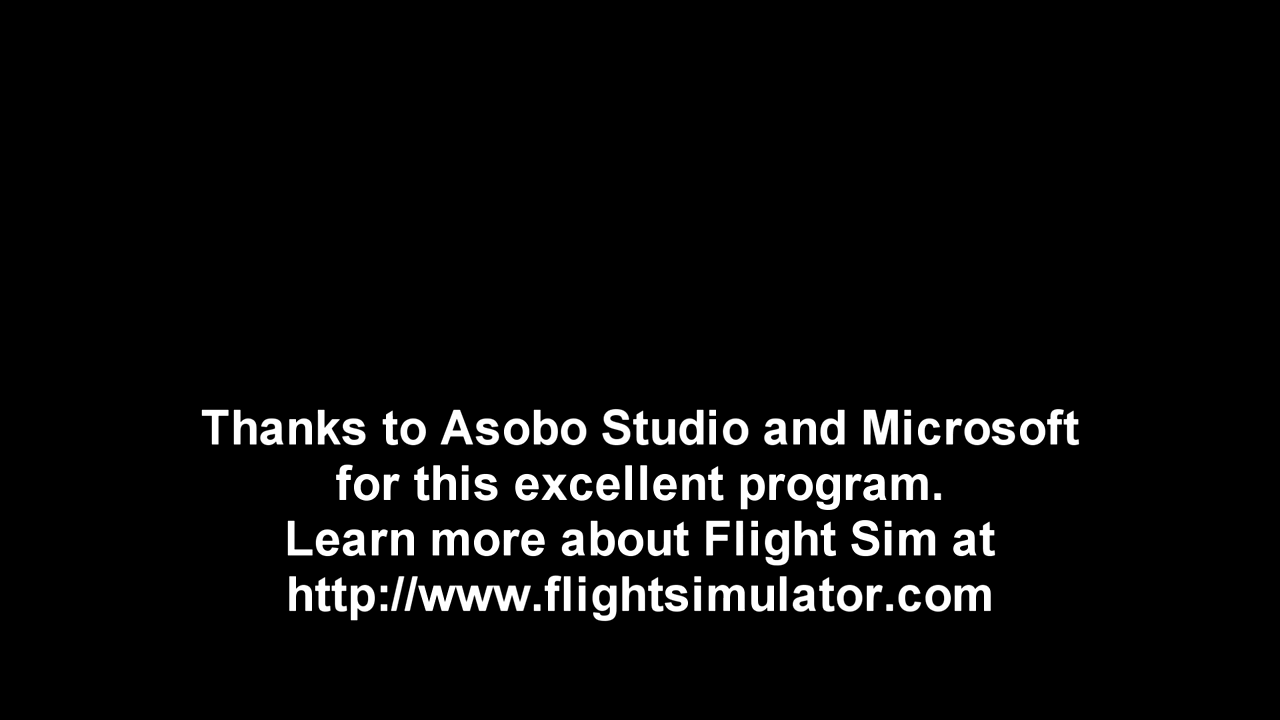 Thanks to Asobo Studio and Microsoft
for this excellent program.
Learn more about Flight Sim at
http://www.flightsimulator.com